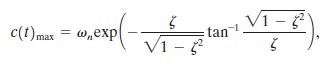 c(t)max = ωn exp(− ζ / √(1 − ζ²) tan⁻¹ √(1 − ζ²) / ζ),